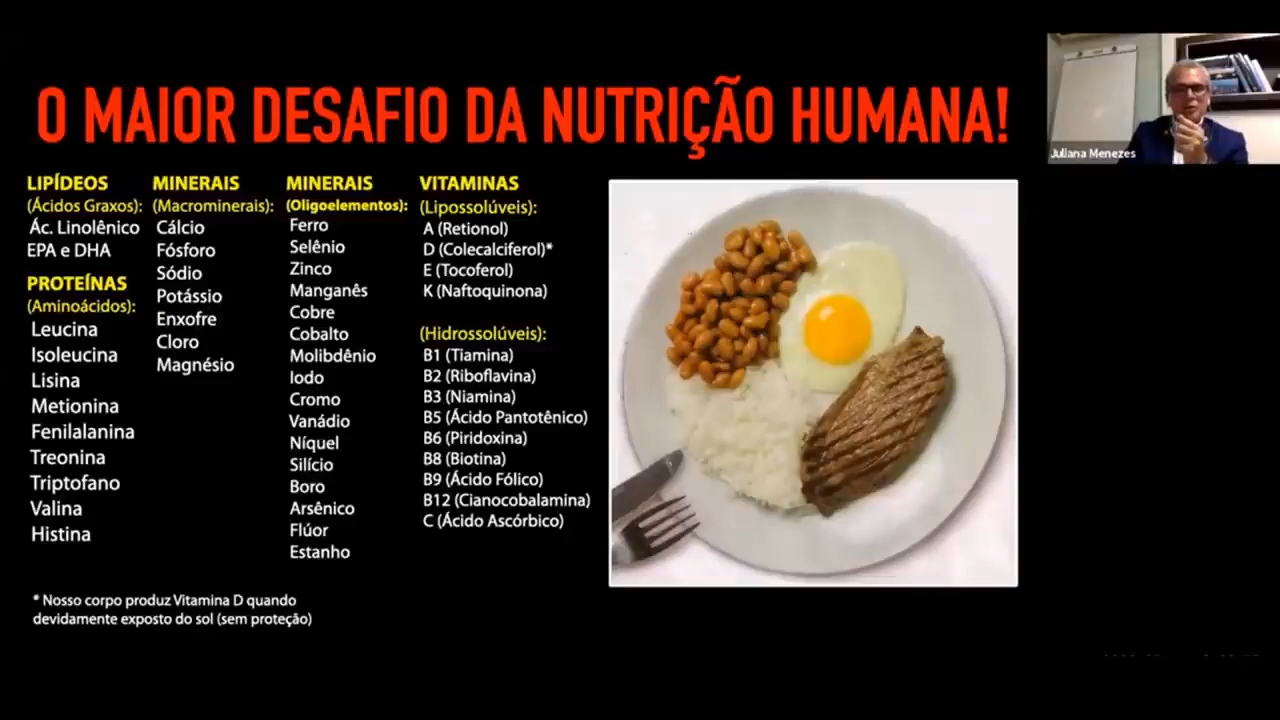 O MAIOR DESAFIO DA NUTRIÇÃO HUMANA!
Juliana Menezes
LIPÍDEOS
(Ácidos Graxos):
Ác. Linolênico
EPA e DHA
PROTEÍNAS
(Aminoácidos):
Leucina
Isoleucina
Lisina
Metionina
Fenilalanina
Treonina
Triptofano
Valina
Histina
MINERAIS
(Macrominerais):
Cálcio
Fósforo
Sódio
Potássio
Enxofre
Cloro
Magnésio
MINERAIS
(Oligoelementos):
Ferro
Selênio
Zinco
Manganês
Cobre
Cobalto
Molibdênio
Iodo
Cromo
Vanádio
Níquel
Silício
Boro
Arsênico
Flúor
Estanho
VITAMINAS
(Lipossolúveis):
A (Retionol)
D (Colecalciferol)*
E (Tocoferol)
K (Naftoquinona)
(Hidrossolúveis):
B1 (Tiamina)
B2 (Riboflavina)
B3 (Niamina)
B5 (Ácido Pantotênico)
B6 (Piridoxina)
B8 (Biotina)
B9 (Ácido Fólico)
B12 (Cianocobalamina)
C (Ácido Ascórbico)
* Nosso corpo produz Vitamina D quando
devidamente exposto do sol (sem proteção)